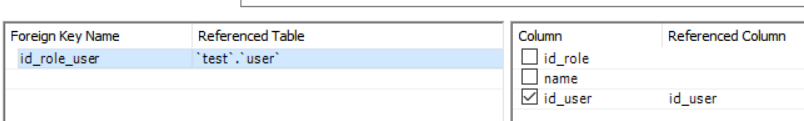 Foreign Key Name Referenced Table
id_role_user `test`.`user`
Column Referenced Column
id_role
name
id_user id_user